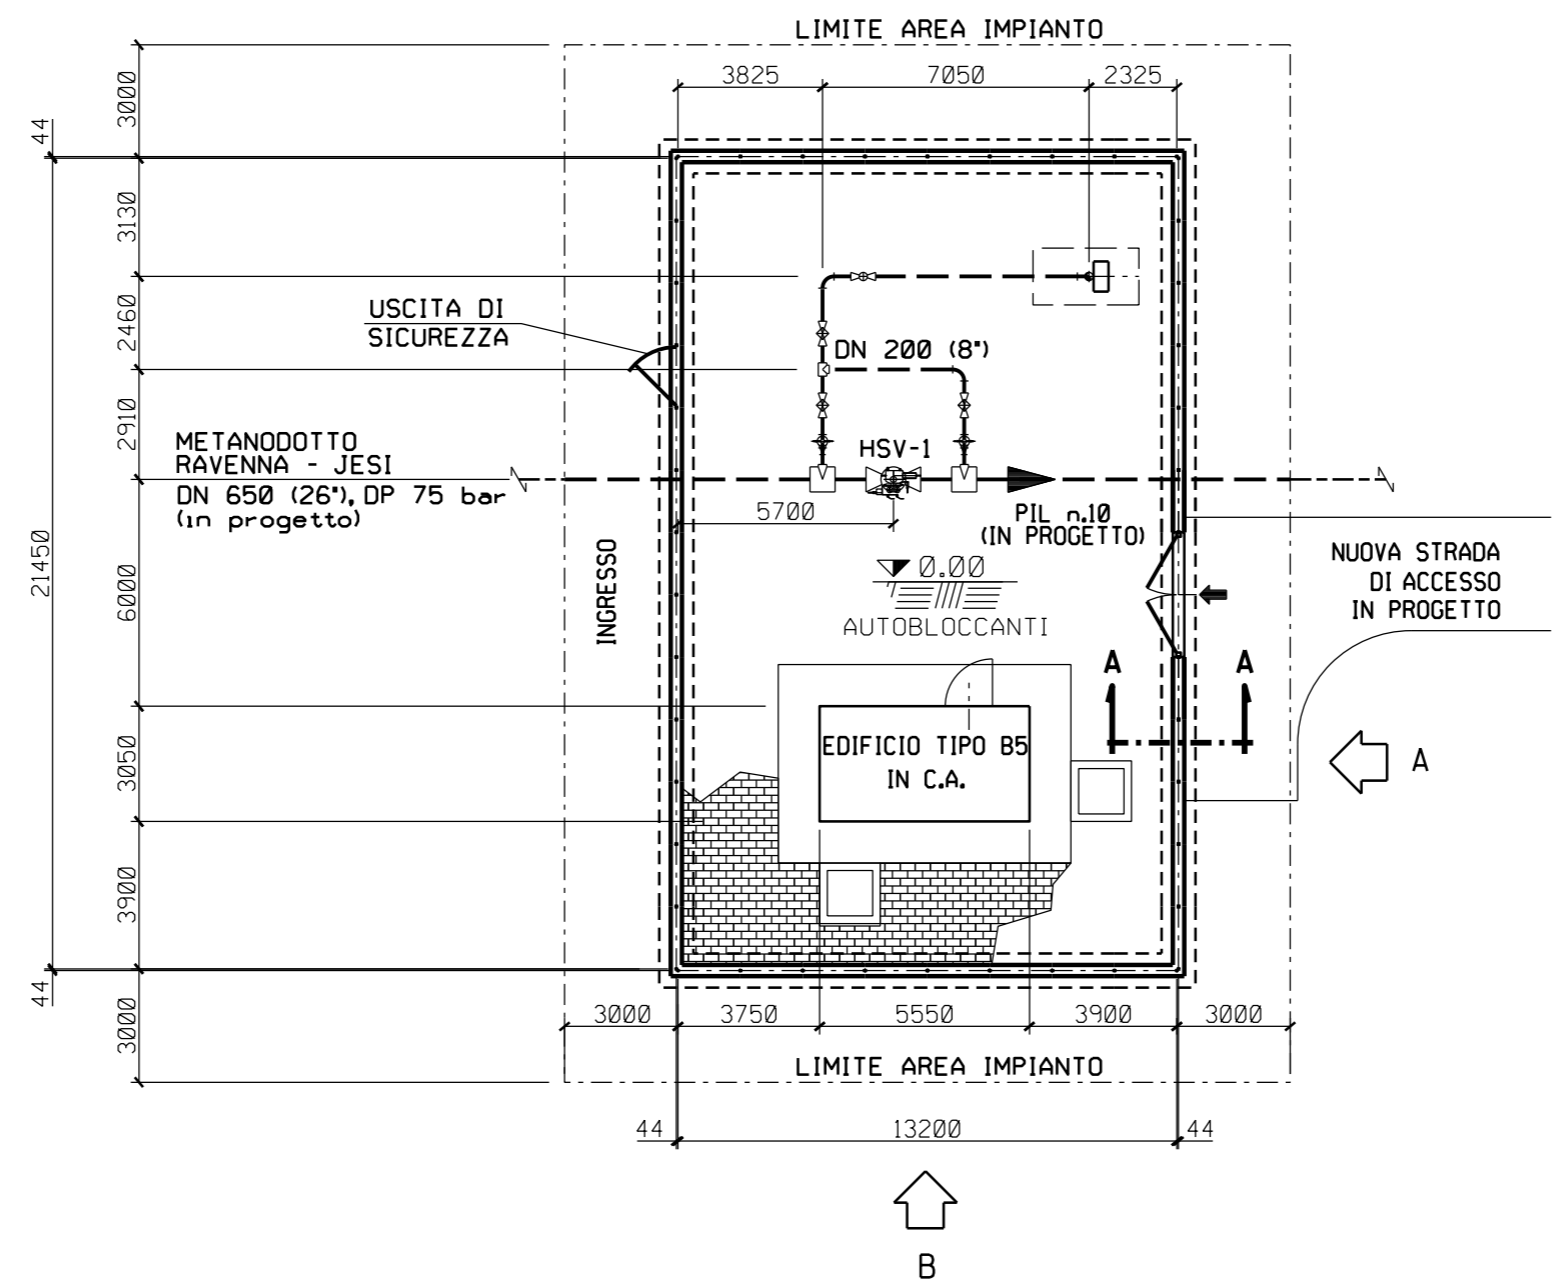 LIMITE AREA IMPIANTO
3825
7050
2325
3000
44
3130
2460
2910
6000
3050
3900
3000
21450
44
USCITA DI
SICUREZZA
DN 200 (8")
HSV-1
METANODOTTO
RAVENNA - JESI
DN 650 (26"), DP 75 bar
(in progetto)
5700
PIL n.10
(IN PROGETTO)
INGRESSO
0.00
AUTOBLOCCANTI
NUOVA STRADA
DI ACCESSO
IN PROGETTO
A
A
EDIFICIO TIPO B5
IN C.A.
A
3000
3750
5550
3900
3000
LIMITE AREA IMPIANTO
44
13200
44
B